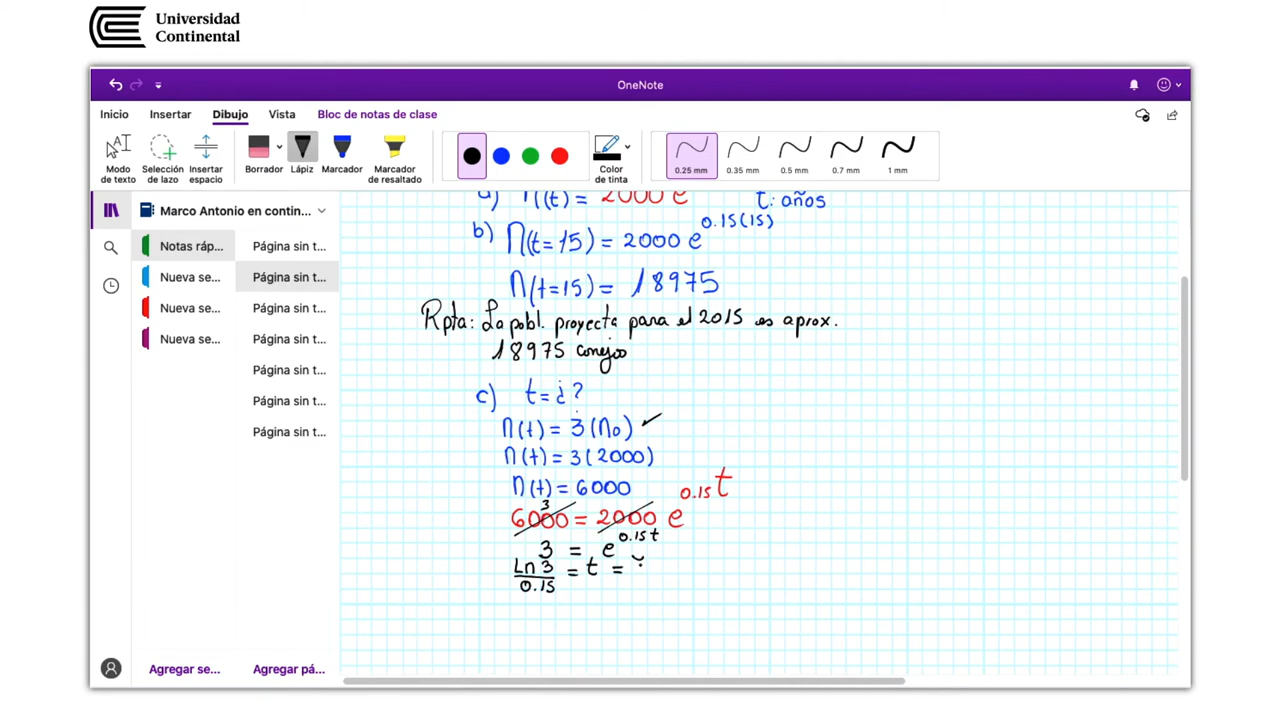 Universidad
Continental
OneNote
Inicio Insertar Dibujo Vista Bloc de notas de clase
Modo de texto
Selección de lazo
Insertar espacio
Borrador
Lápiz
Marcador
Marcador de resaltado
Color de tinta
0.25 mm 0.35 mm 0.5 mm 0.7 mm 1 mm
Marco Antonio en contin...
Notas ráp...
Nueva se...
Nueva se...
Nueva se...
Página sin t...
Página sin t...
Página sin t...
Página sin t...
Página sin t...
Página sin t...
Página sin t...
Agregar se...
Agregar pá...
a) n(t) = 2000 e t: años
b) n(t=15) = 2000 e^0.15(15)
n(t=15) = 18975
Rpta: La pobl. proyecta para el 2015 es aprox.
18975 conejos
c) t = ¿?
n(t) = 3(n₀) ✓
n(t) = 3(2000)
n(t) = 6000
3
6000 = 2000 e^0.15 t
3 = e^0.15 t
Ln 3 / 0.15 = t =